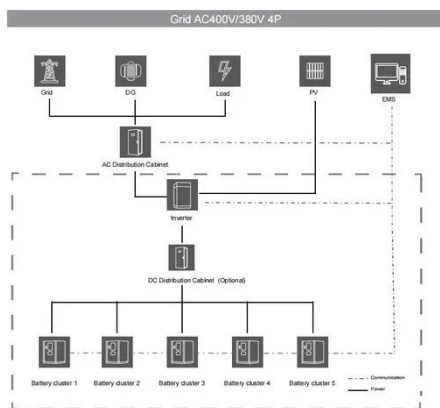 Grid AC400V/380V 4P
Grid
DG
Load
PV
EMS
AC Distribution Cabinet
Inverter
DC Distribution Cabinet (Optional)
Battery cluster 1
Battery cluster 2
Battery cluster 3
Battery cluster 4
Battery cluster 5
Communication
Power